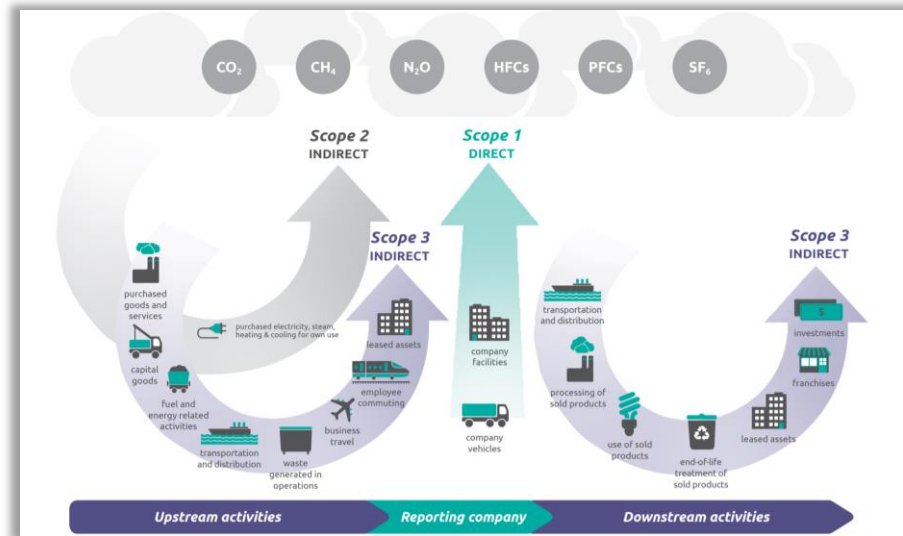 CO₂
CH₄
N₂O
HFCs
PFCs
SF₆
Scope 2
INDIRECT
Scope 1
DIRECT
Scope 3
INDIRECT
Scope 3
INDIRECT
purchased
goods and
services
capital
goods
fuel and
energy related
activities
transportation
and distribution
waste
generated in
operations
business
travel
employee
commuting
leased assets
purchased electricity, steam,
heating & cooling for own use
company
facilities
company
vehicles
transportation
and distribution
processing of
sold products
use of sold
products
end-of-life
treatment of
sold products
leased assets
franchises
investments
$
Upstream activities
Reporting company
Downstream activities